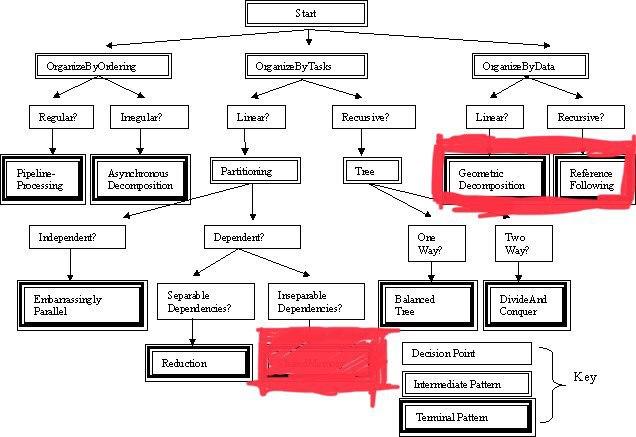 Start
OrganizeByOrdering
OrganizeByTasks
OrganizeByData
Regular?
Irregular?
Linear?
Recursive?
Linear?
Recursive?
Pipeline-
Processing
Asynchronous
Decomposition
Partitioning
Tree
Geometric
Decomposition
Reference
Following
Independent?
Dependent?
One
Way?
Two
Way?
Embarrassingly
Parallel
Separable
Dependencies?
Inseparable
Dependencies?
Balanced
Tree
DivideAnd
Conquer
Reduction
Decision Point
Intermediate Pattern
Terminal Pattern
Key